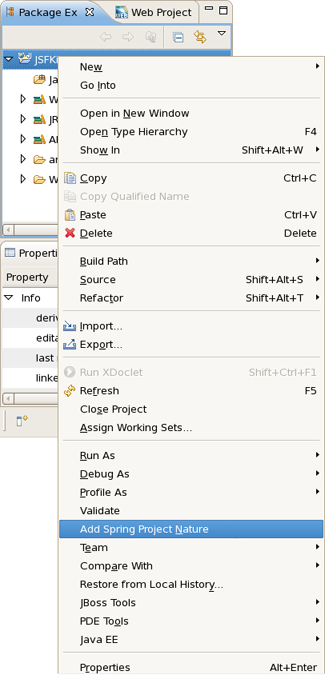 Package Ex
Web Project
JSFKi
Ja
W
JR
Al
ar
W
Properti
Property
Info
deriv
edita
last
linke
New
Go Into
Open in New Window
Open Type Hierarchy F4
Show In Shift+Alt+W
Copy Ctrl+C
Copy Qualified Name
Paste Ctrl+V
Delete Delete
Build Path
Source Shift+Alt+S
Refactor Shift+Alt+T
Import...
Export...
Run XDoclet Shift+Ctrl+F1
Refresh F5
Close Project
Assign Working Sets...
Run As
Debug As
Profile As
Validate
Add Spring Project Nature
Team
Compare With
Restore from Local History...
JBoss Tools
PDE Tools
Java EE
Properties Alt+Enter